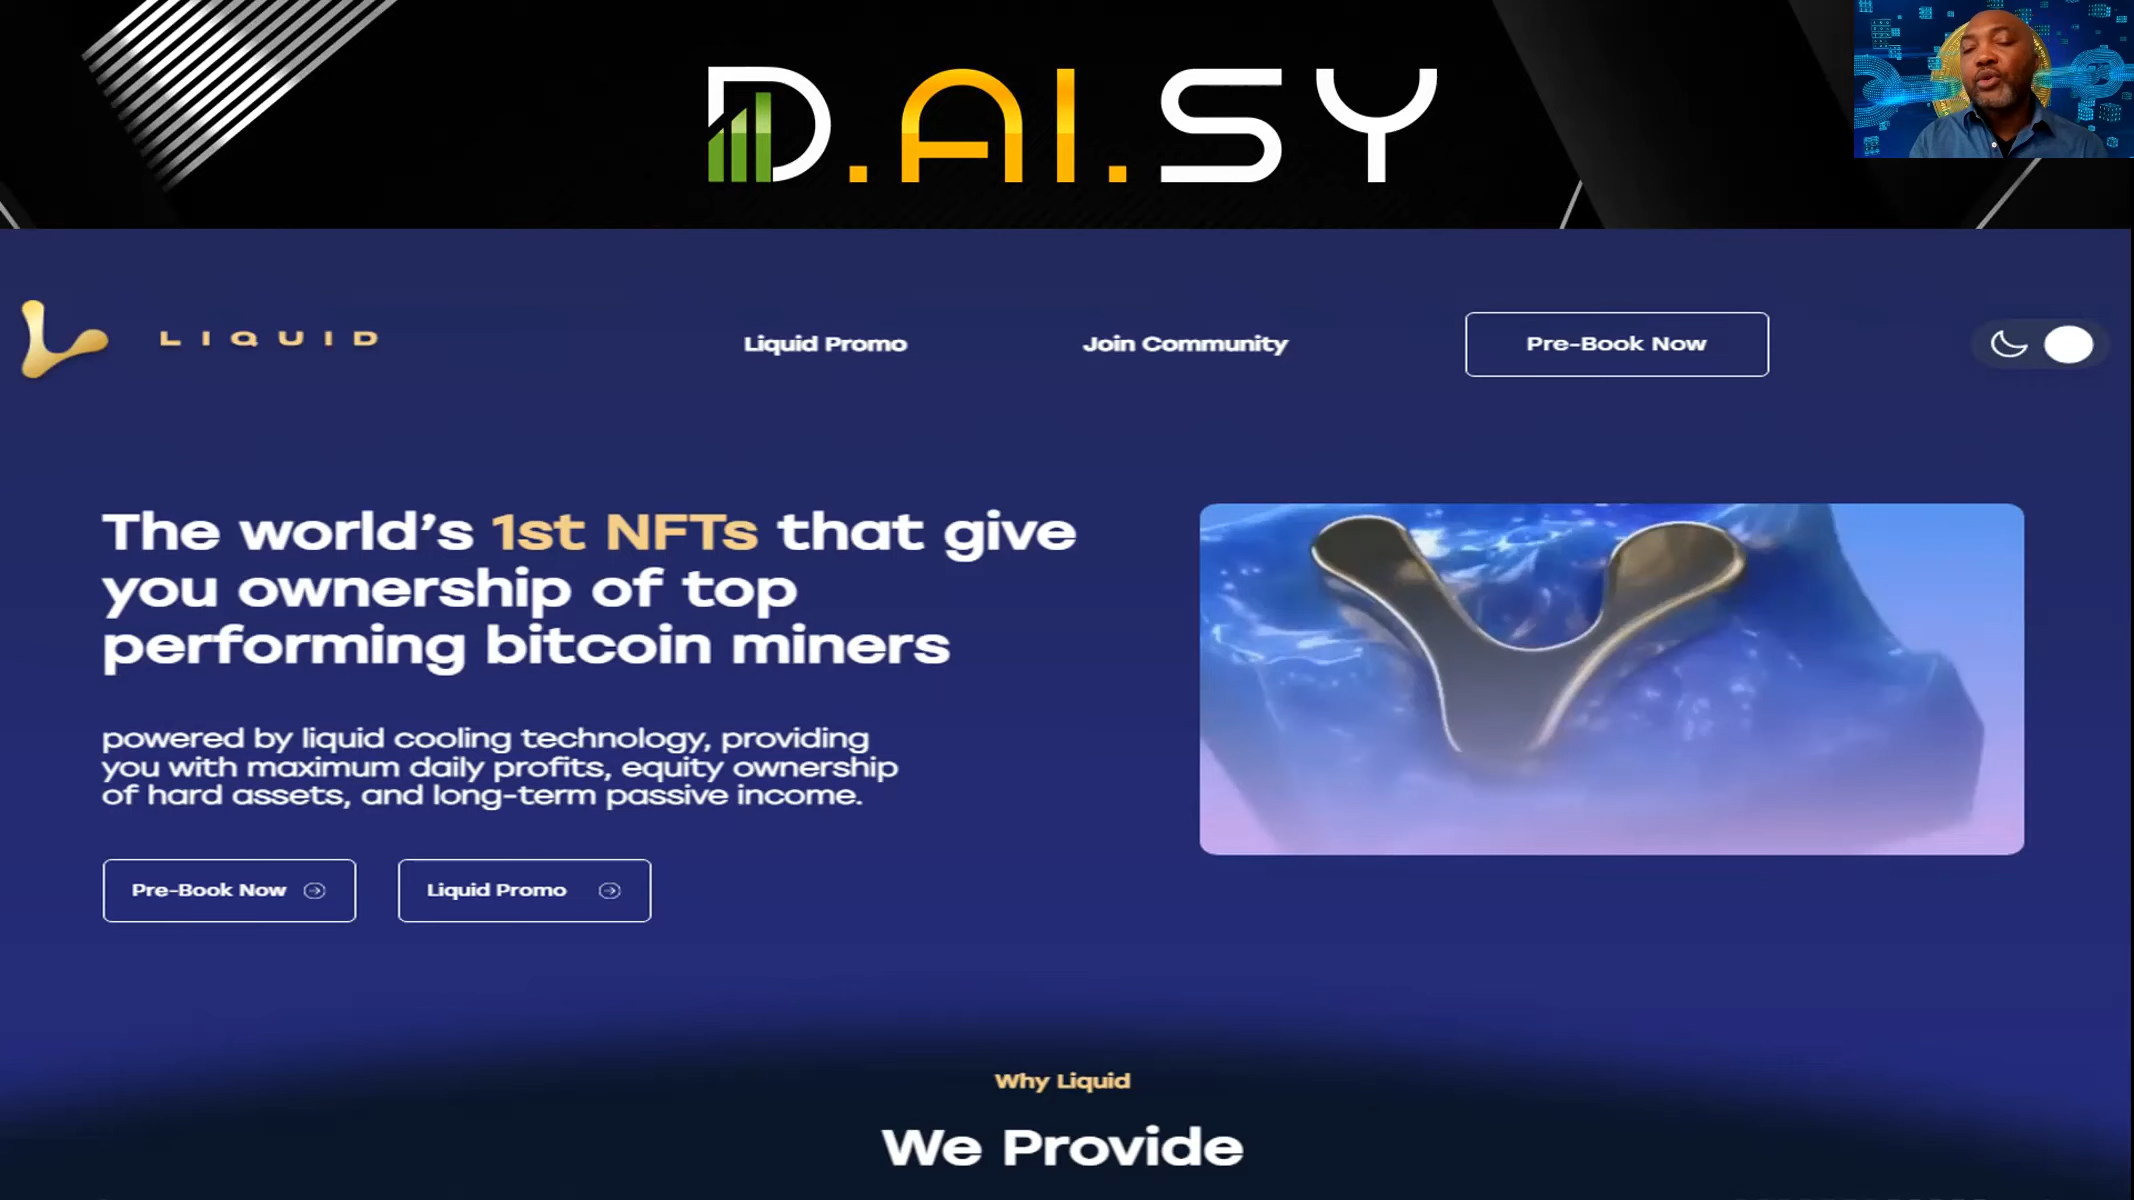 D.AI.SY
LIQUID
Liquid Promo
Join Community
Pre-Book Now
The world’s 1st NFTs that give
you ownership of top
performing bitcoin miners
powered by liquid cooling technology, providing
you with maximum daily profits, equity ownership
of hard assets, and long-term passive income.
Pre-Book Now
Liquid Promo
Why Liquid
We Provide